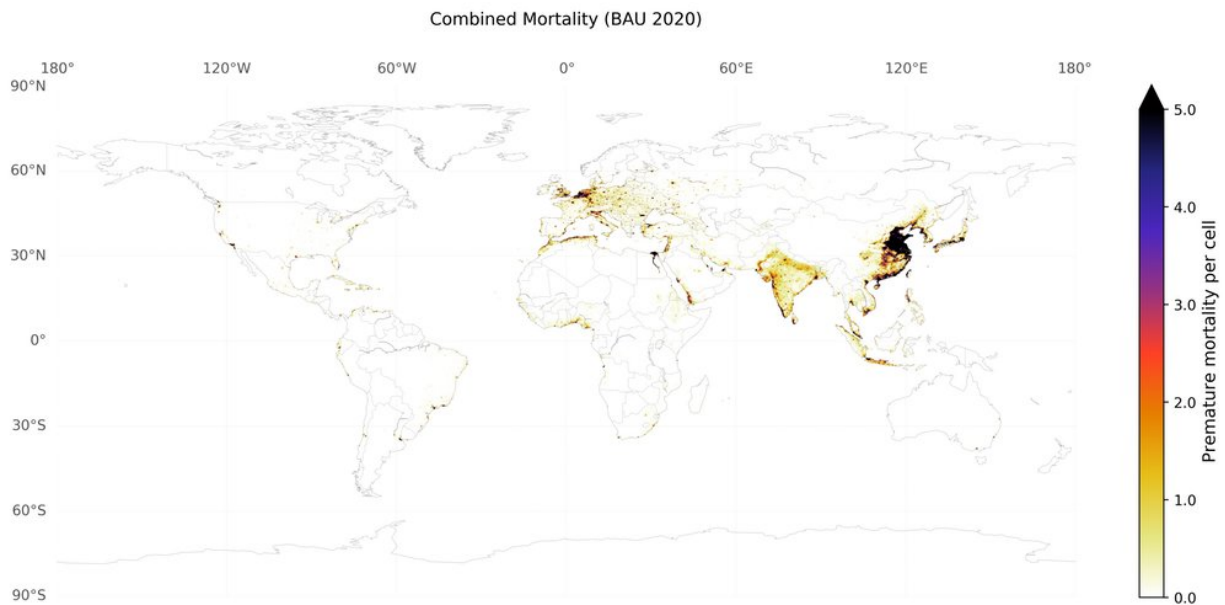 Combined Mortality (BAU 2020)
180° 120°W 60°W 0° 60°E 120°E 180°
90°N
60°N
30°N
0°
30°S
60°S
90°S
5.0
4.0
3.0
2.0
1.0
0.0
Premature mortality per cell